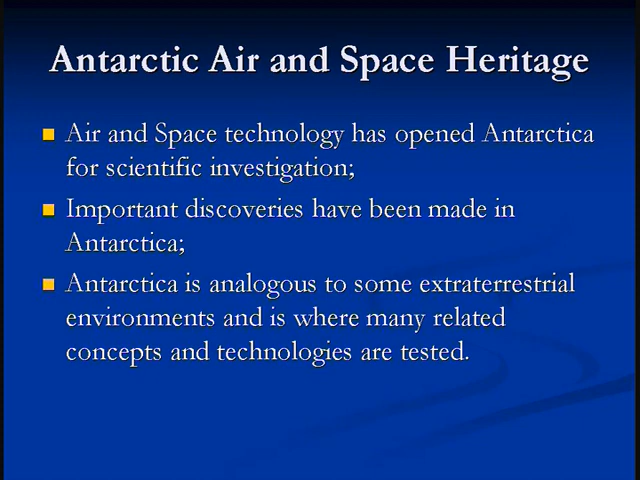 Antarctic Air and Space Heritage
Air and Space technology has opened Antarctica
for scientific investigation;
Important discoveries have been made in
Antarctica;
Antarctica is analogous to some extraterrestrial
environments and is where many related
concepts and technologies are tested.